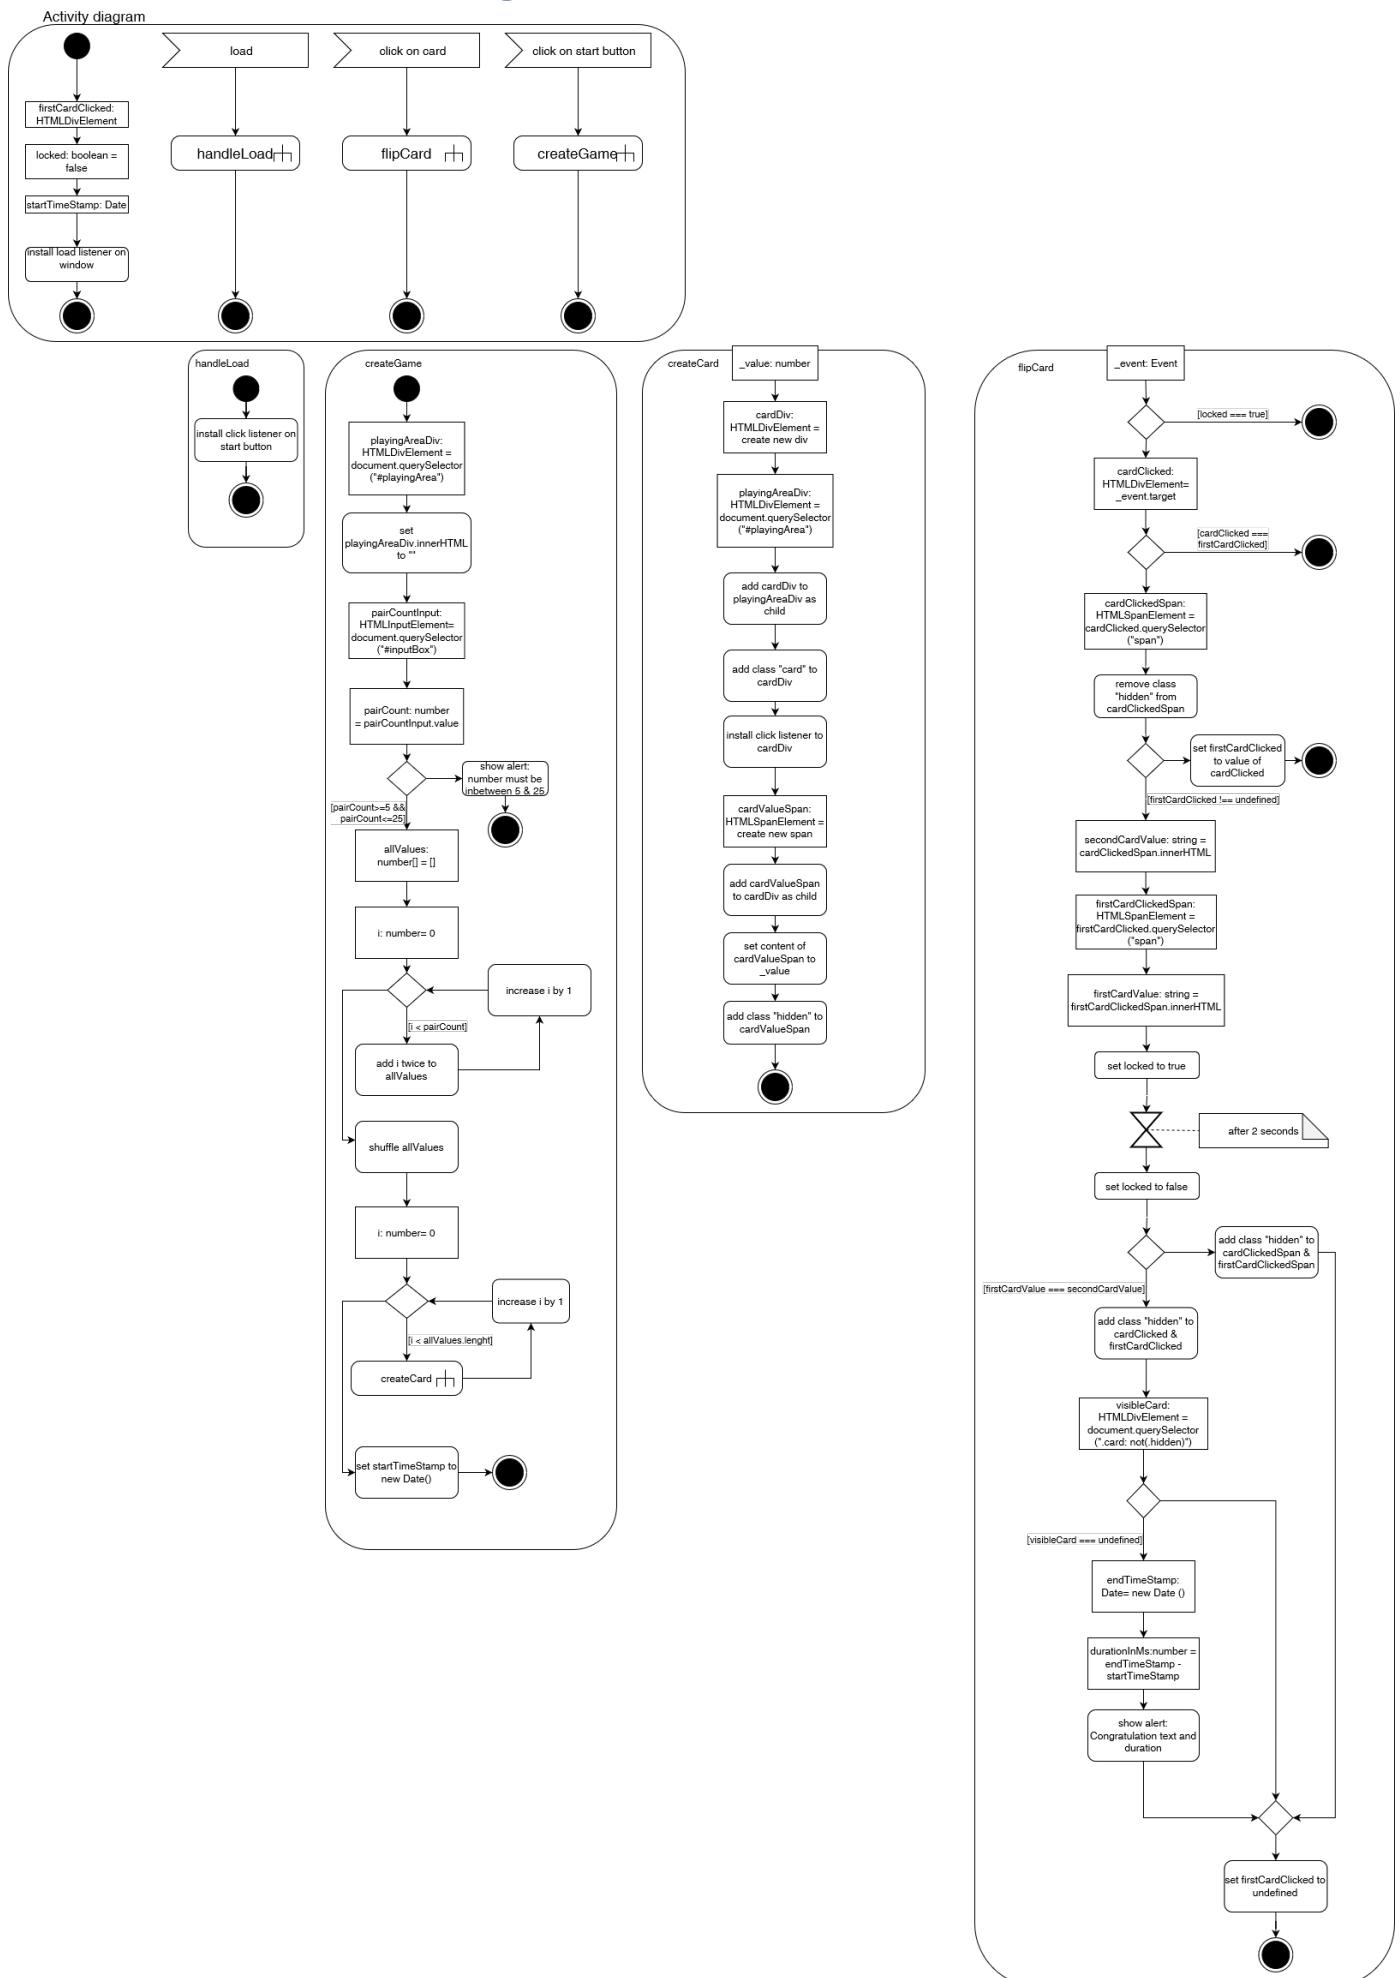 Activity diagram
load
click on card
click on start button
firstCardClicked:
HTMLDivElement
locked: boolean =
false
startTimeStamp: Date
install load listener on
window
handleLoad
flipCard
createGame
handleLoad
install click listener on
start button
createGame
playingAreaDiv:
HTMLDivElement =
document.querySelector
("#playingArea")
set
playingAreaDiv.innerHTML
to ""
pairCountInput:
HTMLInputElement=
document.querySelector
("#inputBox")
pairCount: number
= pairCountInput.value
show alert:
number must be
inbetween 5 & 25
[pairCount>=5 &&
pairCount<=25]
allValues:
number[] = []
i: number= 0
increase i by 1
[i < pairCount]
add i twice to
allValues
shuffle allValues
i: number= 0
increase i by 1
[i < allValues.lenght]
createCard
set startTimeStamp to
new Date()
createCard
_value: number
cardDiv:
HTMLDivElement =
create new div
playingAreaDiv:
HTMLDivElement =
document.querySelector
("#playingArea")
add cardDiv to
playingAreaDiv as
child
add class "card" to
cardDiv
install click listener to
cardDiv
cardValueSpan:
HTMLSpanElement =
create new span
add cardValueSpan
to cardDiv as child
set content of
cardValueSpan to
_value
add class "hidden" to
cardValueSpan
flipCard
_event: Event
[locked === true]
cardClicked:
HTMLDivElement=
_event.target
[cardClicked ===
firstCardClicked]
cardClickedSpan:
HTMLSpanElement =
cardClicked.querySelector
("span")
remove class
"hidden" from
cardClickedSpan
set firstCardClicked
to value of
cardClicked
[firstCardClicked !== undefined]
secondCardValue: string =
cardClickedSpan.innerHTML
firstCardClickedSpan:
HTMLSpanElement =
firstCardClicked.querySelector
("span")
firstCardValue: string =
firstCardClickedSpan.innerHTML
set locked to true
after 2 seconds
set locked to false
add class "hidden" to
cardClickedSpan &
firstCardClickedSpan
[firstCardValue === secondCardValue]
add class "hidden" to
cardClicked &
firstCardClicked
visibleCard:
HTMLDivElement =
document.querySelector
(".card: not(.hidden)")
[visibleCard === undefined]
endTimeStamp:
Date= new Date ()
durationInMs:number =
endTimeStamp -
startTimeStamp
show alert:
Congratulation text and
duration
set firstCardClicked to
undefined